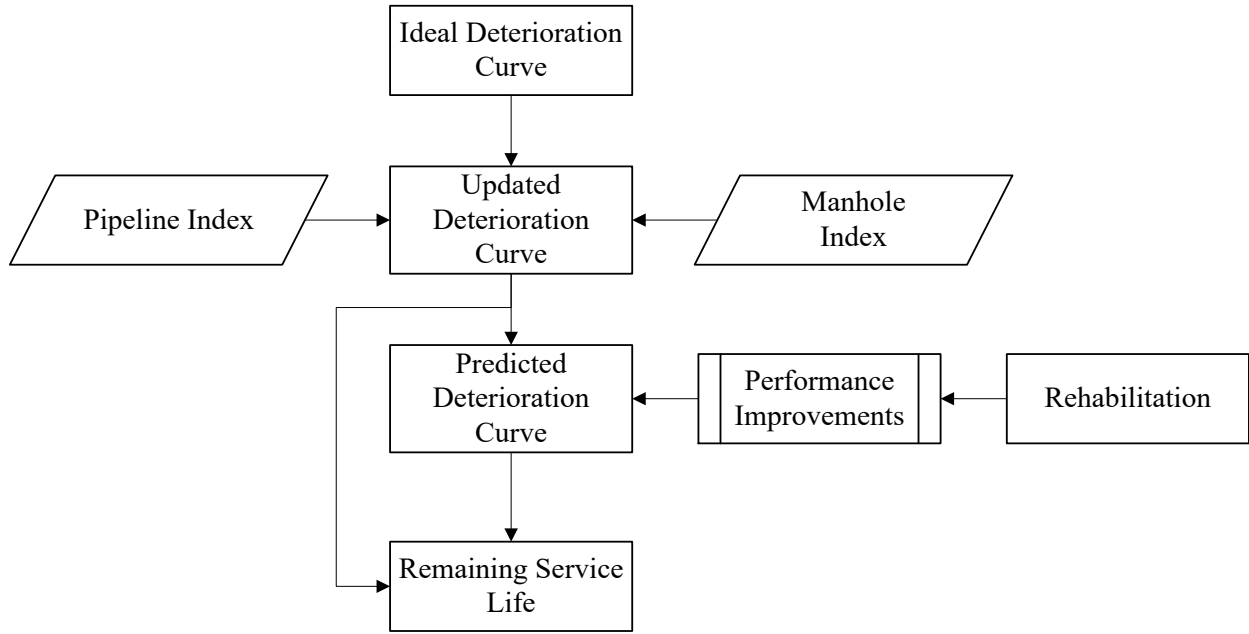 Ideal Deterioration
Curve
Pipeline Index
Updated
Deterioration
Curve
Manhole
Index
Predicted
Deterioration
Curve
Performance
Improvements
Rehabilitation
Remaining Service
Life